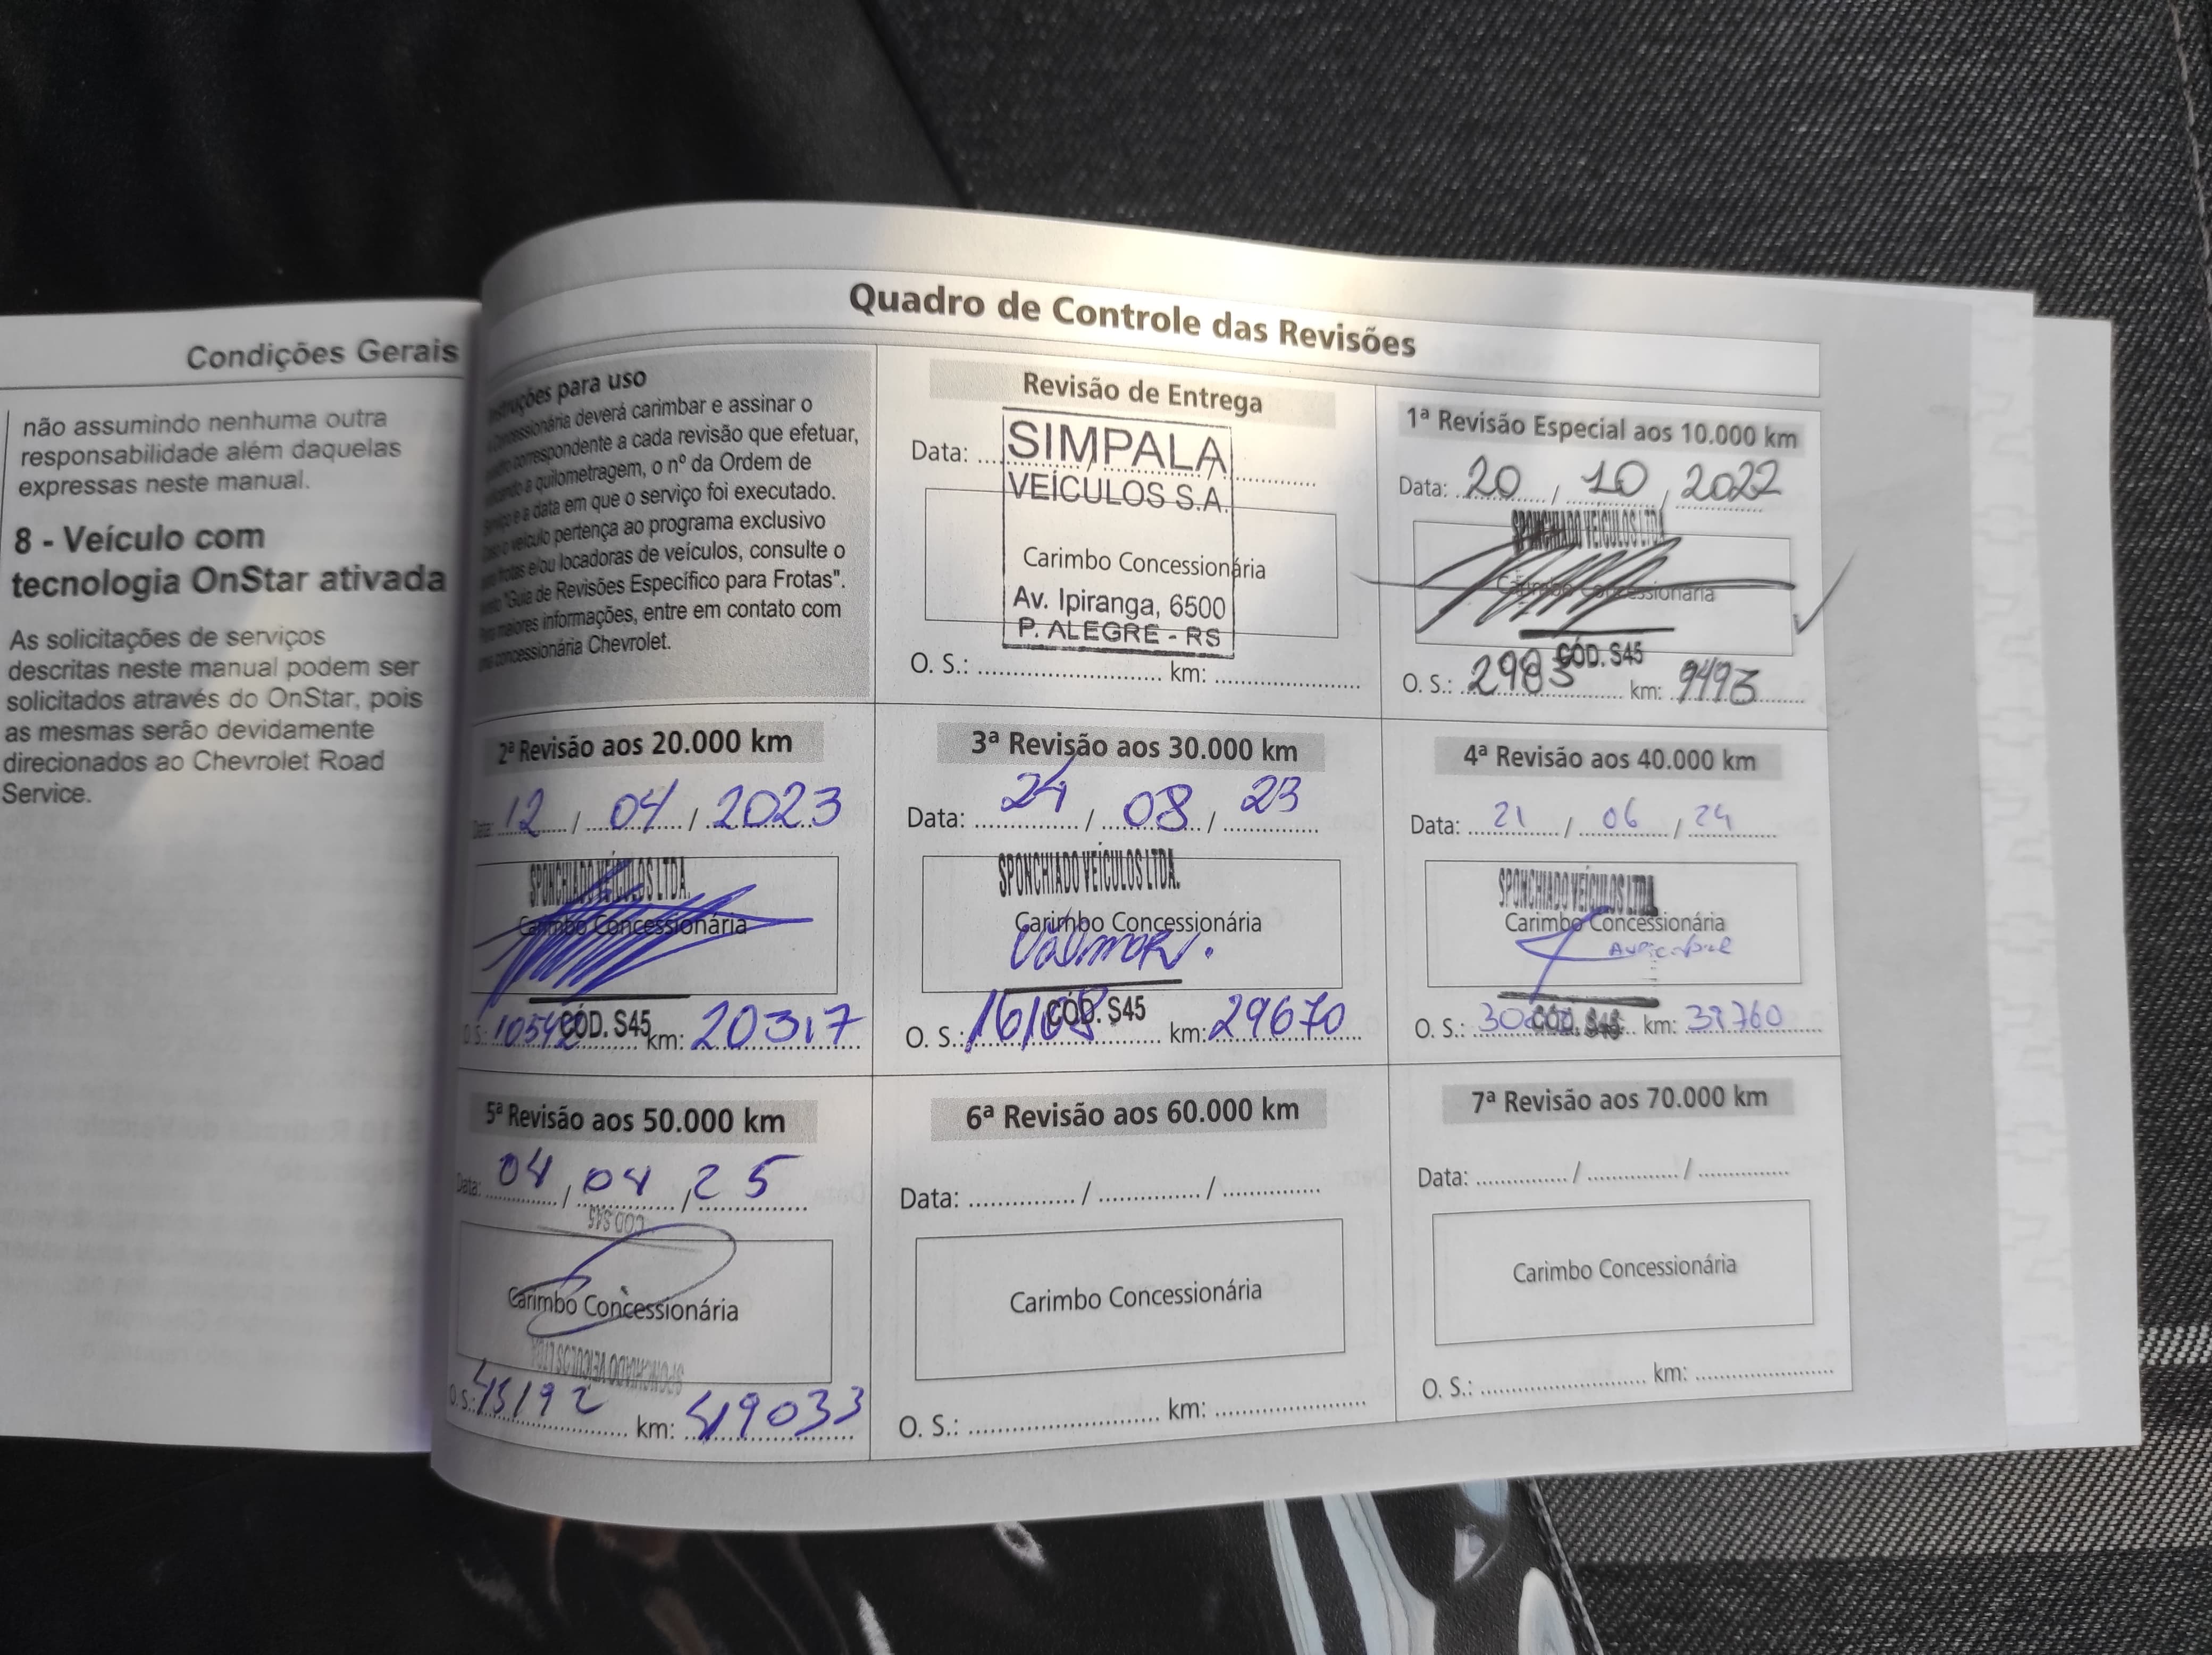 Condições Gerais
não assumindo nenhuma outra
responsabilidade além daquelas
expressas neste manual.
8 - Veículo com
tecnologia OnStar ativada
As solicitações de serviços
descritas neste manual podem ser
solicitados através do OnStar, pois
as mesmas serão devidamente
direcionados ao Chevrolet Road
Service.
Quadro de Controle das Revisões
Instruções para uso
A Concessionária deverá carimbar e assinar o
correspondente a cada revisão que efetuar,
a quilometragem, o nº da Ordem de
e a data em que o serviço foi executado.
o veículo pertença ao programa exclusivo
frotas e/ou locadoras de veículos, consulte o
"Guia de Revisões Específico para Frotas".
maiores informações, entre em contato com
concessionária Chevrolet.
Revisão de Entrega
Data:
SIMPALA
VEÍCULOS S.A.
Carimbo Concessionária
Av. Ipiranga, 6500
P. ALEGRE - RS
O. S.: km:
1ª Revisão Especial aos 10.000 km
Data: 20 / 10 / 2022
SPONCHIADO VEÍCULOS LTDA
Carimbo Concessionária
CÓD. S45
O. S.: 2983 km: 9493
2ª Revisão aos 20.000 km
Data: 12 / 04 / 2023
SPONCHIADO VEÍCULOS LTDA.
Carimbo Concessionária
CÓD. S45
O. S.: km: 20317
3ª Revisão aos 30.000 km
Data: 24 / 08 / 23
SPONCHIADO VEÍCULOS LTDA.
Carimbo Concessionária
Valmor.
CÓD. S45
O. S.: km: 29670
4ª Revisão aos 40.000 km
Data: 21 / 06 / 24
SPONCHIADO VEÍCULOS LTDA.
Carimbo Concessionária
CÓD. S45
O. S.: km:
5ª Revisão aos 50.000 km
Data: 04 / 04 / 25
CÓD S45
Carimbo Concessionária
SPONCHIADO VEÍCULOS LTDA
O. S.: 45192 km: 49033
6ª Revisão aos 60.000 km
Data: / /
Carimbo Concessionária
O. S.: km:
7ª Revisão aos 70.000 km
Data: / /
Carimbo Concessionária
O. S.: km: